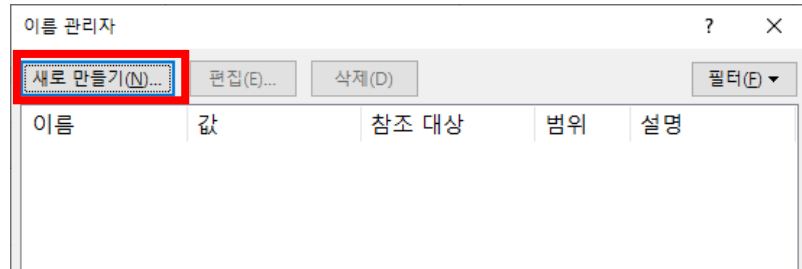 이름 관리자 ? ×
새로 만들기(N)... 편집(E)... 삭제(D) 필터(F) ▼
이름 값 참조 대상 범위 설명